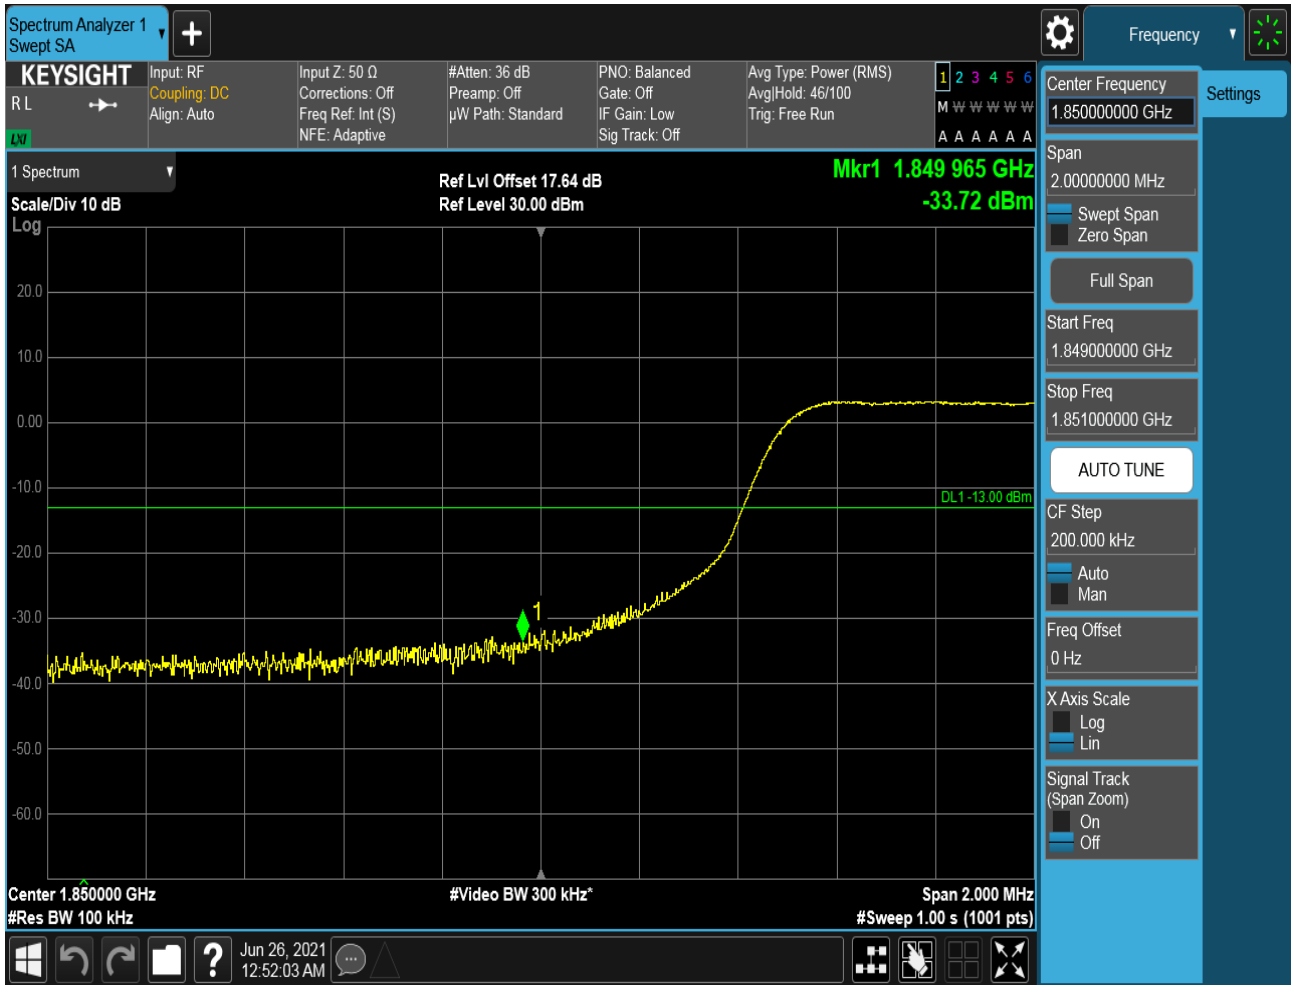 Spectrum Analyzer 1
Swept SA
Frequency
KEYSIGHT
R L
LXI
Input: RF
Coupling: DC
Align: Auto
Input Z: 50 Ω
Corrections: Off
Freq Ref: Int (S)
NFE: Adaptive
#Atten: 36 dB
Preamp: Off
µW Path: Standard
PNO: Balanced
Gate: Off
IF Gain: Low
Sig Track: Off
Avg Type: Power (RMS)
Avg|Hold: 46/100
Trig: Free Run
1 2 3 4 5 6
M W W W W W
A A A A A A
1 Spectrum
Scale/Div 10 dB
Log
Ref Lvl Offset 17.64 dB
Ref Level 30.00 dBm
Mkr1 1.849 965 GHz
-33.72 dBm
20.0
10.0
0.00
-10.0
-20.0
-30.0
-40.0
-50.0
-60.0
DL1 -13.00 dBm
1
Center 1.850000 GHz
#Res BW 100 kHz
#Video BW 300 kHz*
Span 2.000 MHz
#Sweep 1.00 s (1001 pts)
Jun 26, 2021
12:52:03 AM
?
Center Frequency
1.850000000 GHz
Settings
Span
2.00000000 MHz
Swept Span
Zero Span
Full Span
Start Freq
1.849000000 GHz
Stop Freq
1.851000000 GHz
AUTO TUNE
CF Step
200.000 kHz
Auto
Man
Freq Offset
0 Hz
X Axis Scale
Log
Lin
Signal Track
(Span Zoom)
On
Off